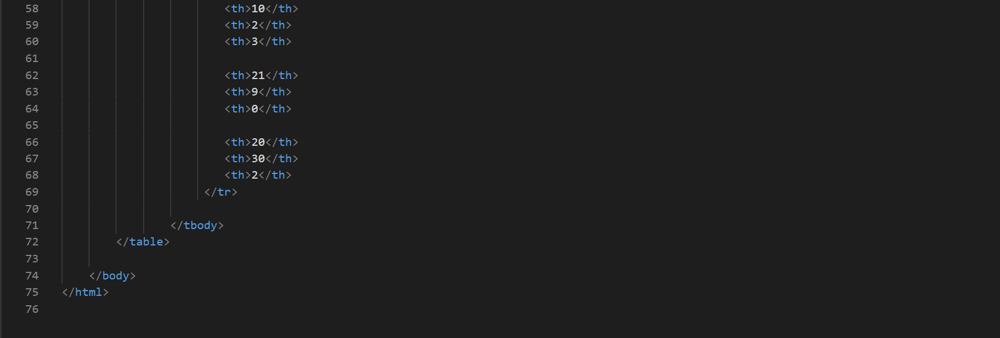 58 <th>10</th>
59 <th>2</th>
60 <th>3</th>
61
62 <th>21</th>
63 <th>9</th>
64 <th>0</th>
65
66 <th>20</th>
67 <th>30</th>
68 <th>2</th>
69 </tr>
70
71 </tbody>
72 </table>
73
74 </body>
75 </html>
76